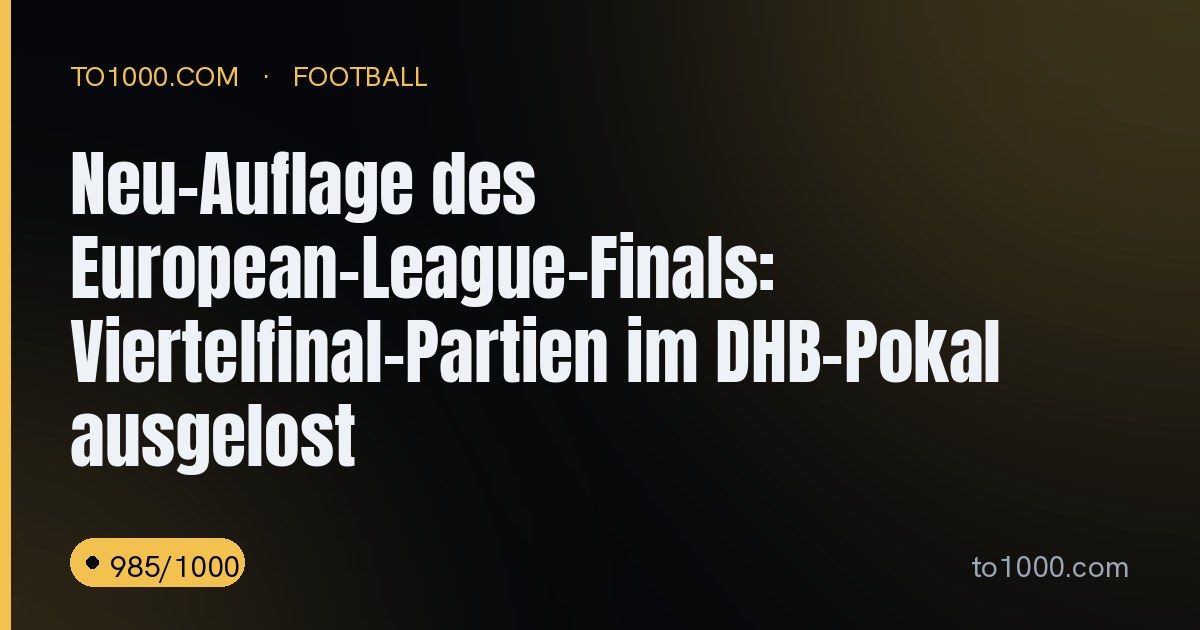 TO1000.COM · FOOTBALL
Neu-Auflage des
European-League-Finals:
Viertelfinal-Partien im DHB-Pokal
ausgelost
985/1000
to1000.com